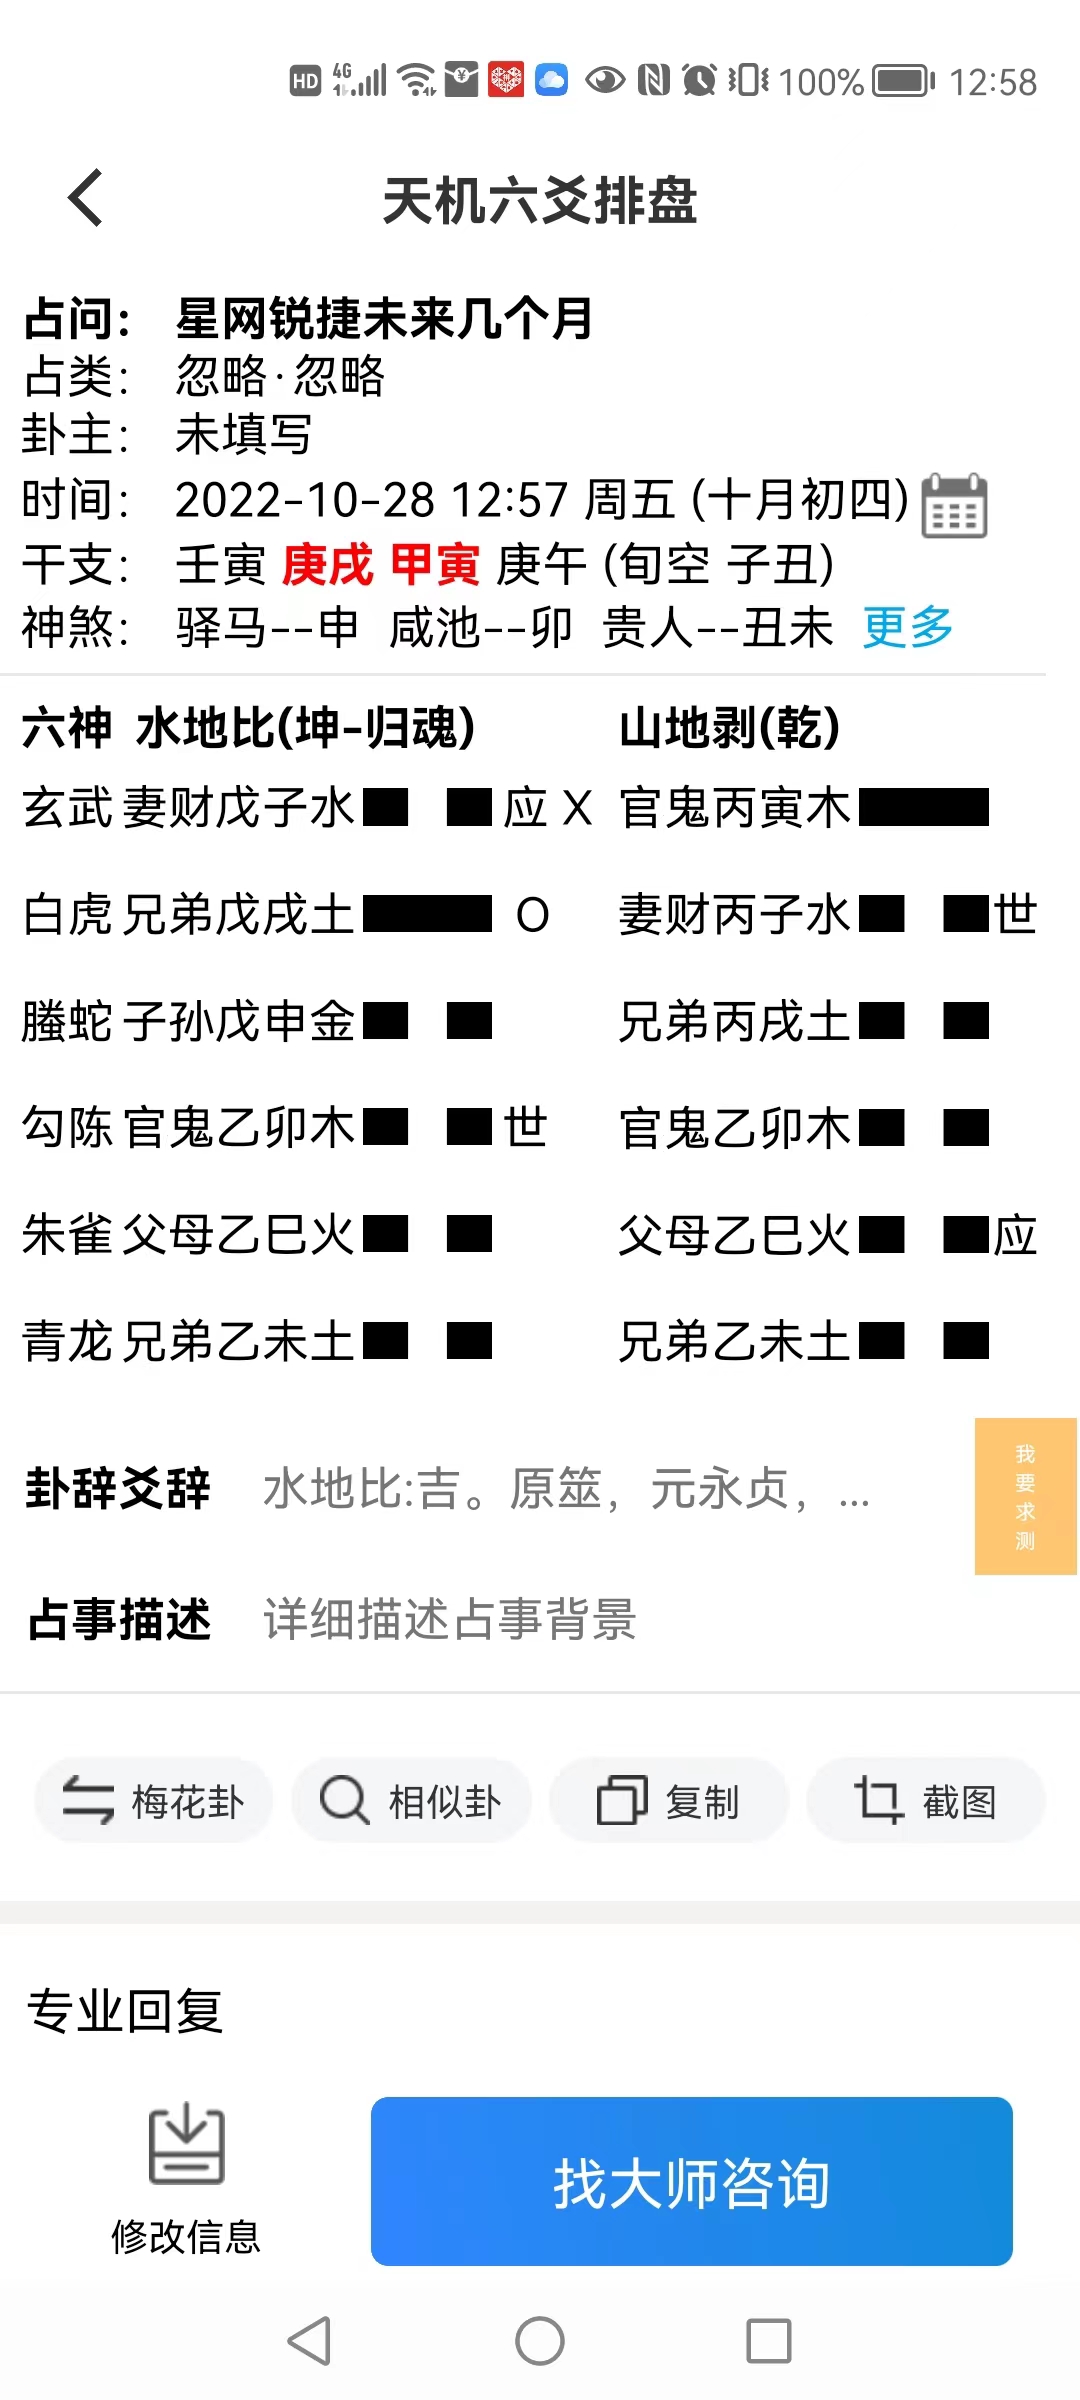 HD 4G 100% 12:58
天机六爻排盘
占问： 星网锐捷未来几个月
占类： 忽略·忽略
卦主： 未填写
时间： 2022-10-28 12:57 周五 (十月初四)
干支： 壬寅 庚戌 甲寅 庚午 (旬空 子丑)
神煞： 驿马--申 咸池--卯 贵人--丑未 更多
六神 水地比(坤-归魂) 山地剥(乾)
玄武 妻财戊子水 应 X 官鬼丙寅木
白虎 兄弟戊戌土 O 妻财丙子水 世
螣蛇 子孙戊申金 兄弟丙戌土
勾陈 官鬼乙卯木 世 官鬼乙卯木
朱雀 父母乙巳火 父母乙巳火 应
青龙 兄弟乙未土 兄弟乙未土
卦辞爻辞 水地比:吉。原筮，元永贞，...
我要求测
占事描述 详细描述占事背景
梅花卦 相似卦 复制 截图
专业回复
修改信息 找大师咨询